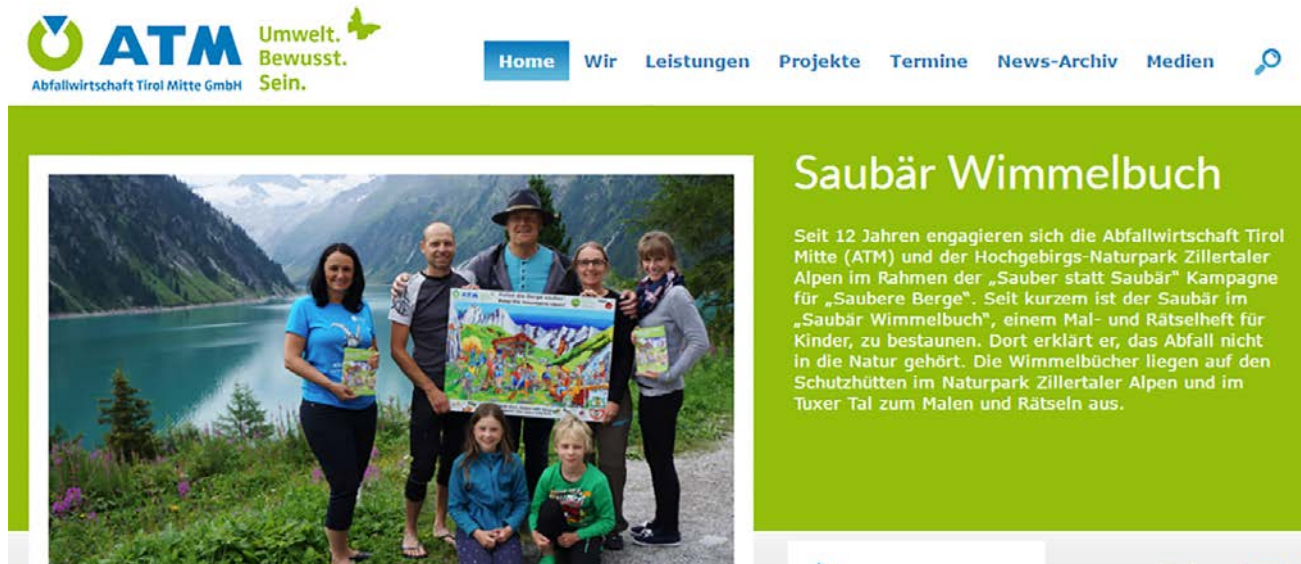 ATM
Abfallwirtschaft Tirol Mitte GmbH
Umwelt.
Bewusst.
Sein.
Home Wir Leistungen Projekte Termine News-Archiv Medien
Saubär Wimmelbuch
Seit 12 Jahren engagieren sich die Abfallwirtschaft Tirol
Mitte (ATM) und der Hochgebirgs-Naturpark Zillertaler
Alpen im Rahmen der „Sauber statt Saubär“ Kampagne
für „Saubere Berge“. Seit kurzem ist der Saubär im
„Saubär Wimmelbuch“, einem Mal- und Rätselheft für
Kinder, zu bestaunen. Dort erklärt er, das Abfall nicht
in die Natur gehört. Die Wimmelbücher liegen auf den
Schutzhütten im Naturpark Zillertaler Alpen und im
Tuxer Tal zum Malen und Rätseln aus.
ATM